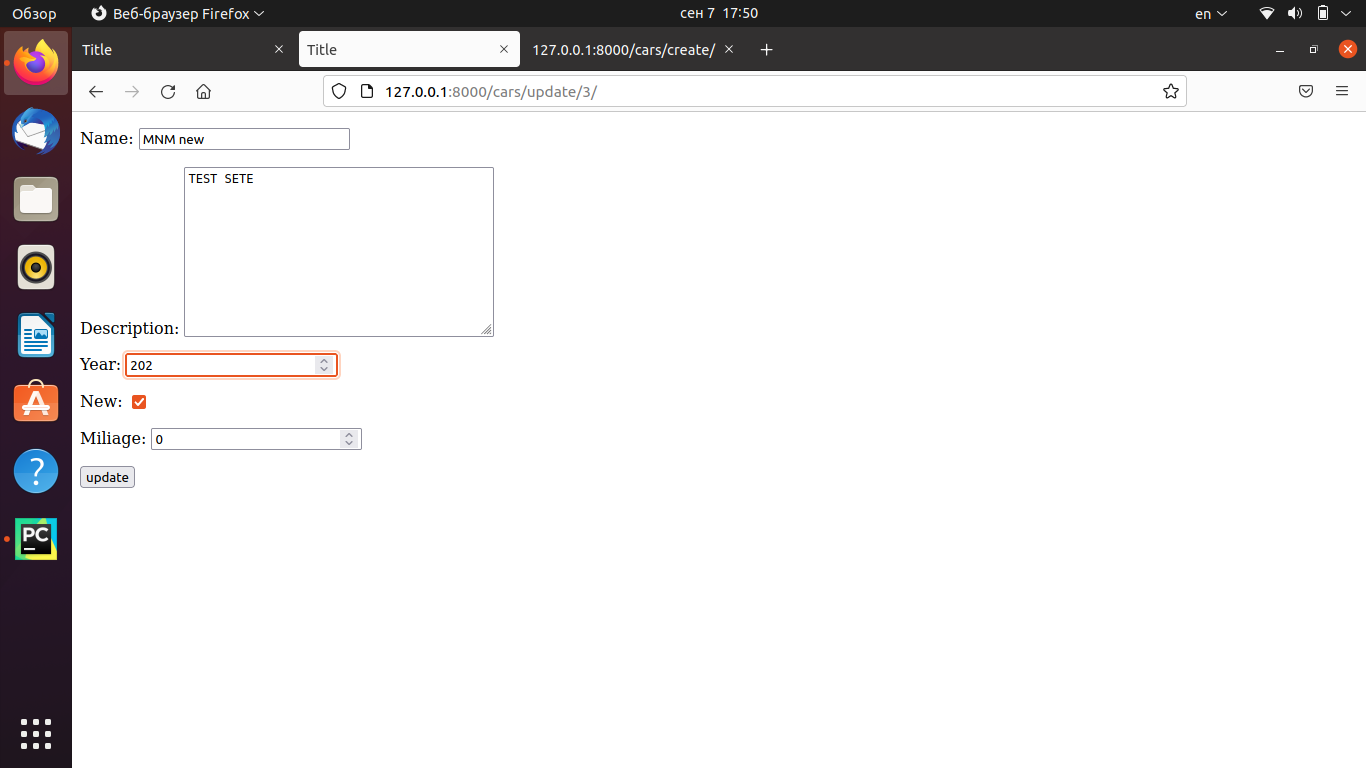 Обзор Веб-браузер Firefox сен 7 17:50 en
Title Title 127.0.0.1:8000/cars/create/
127.0.0.1:8000/cars/update/3/
Name: MNM new
TEST SETE
Description:
Year: 202
New:
Miliage: 0
update
PC